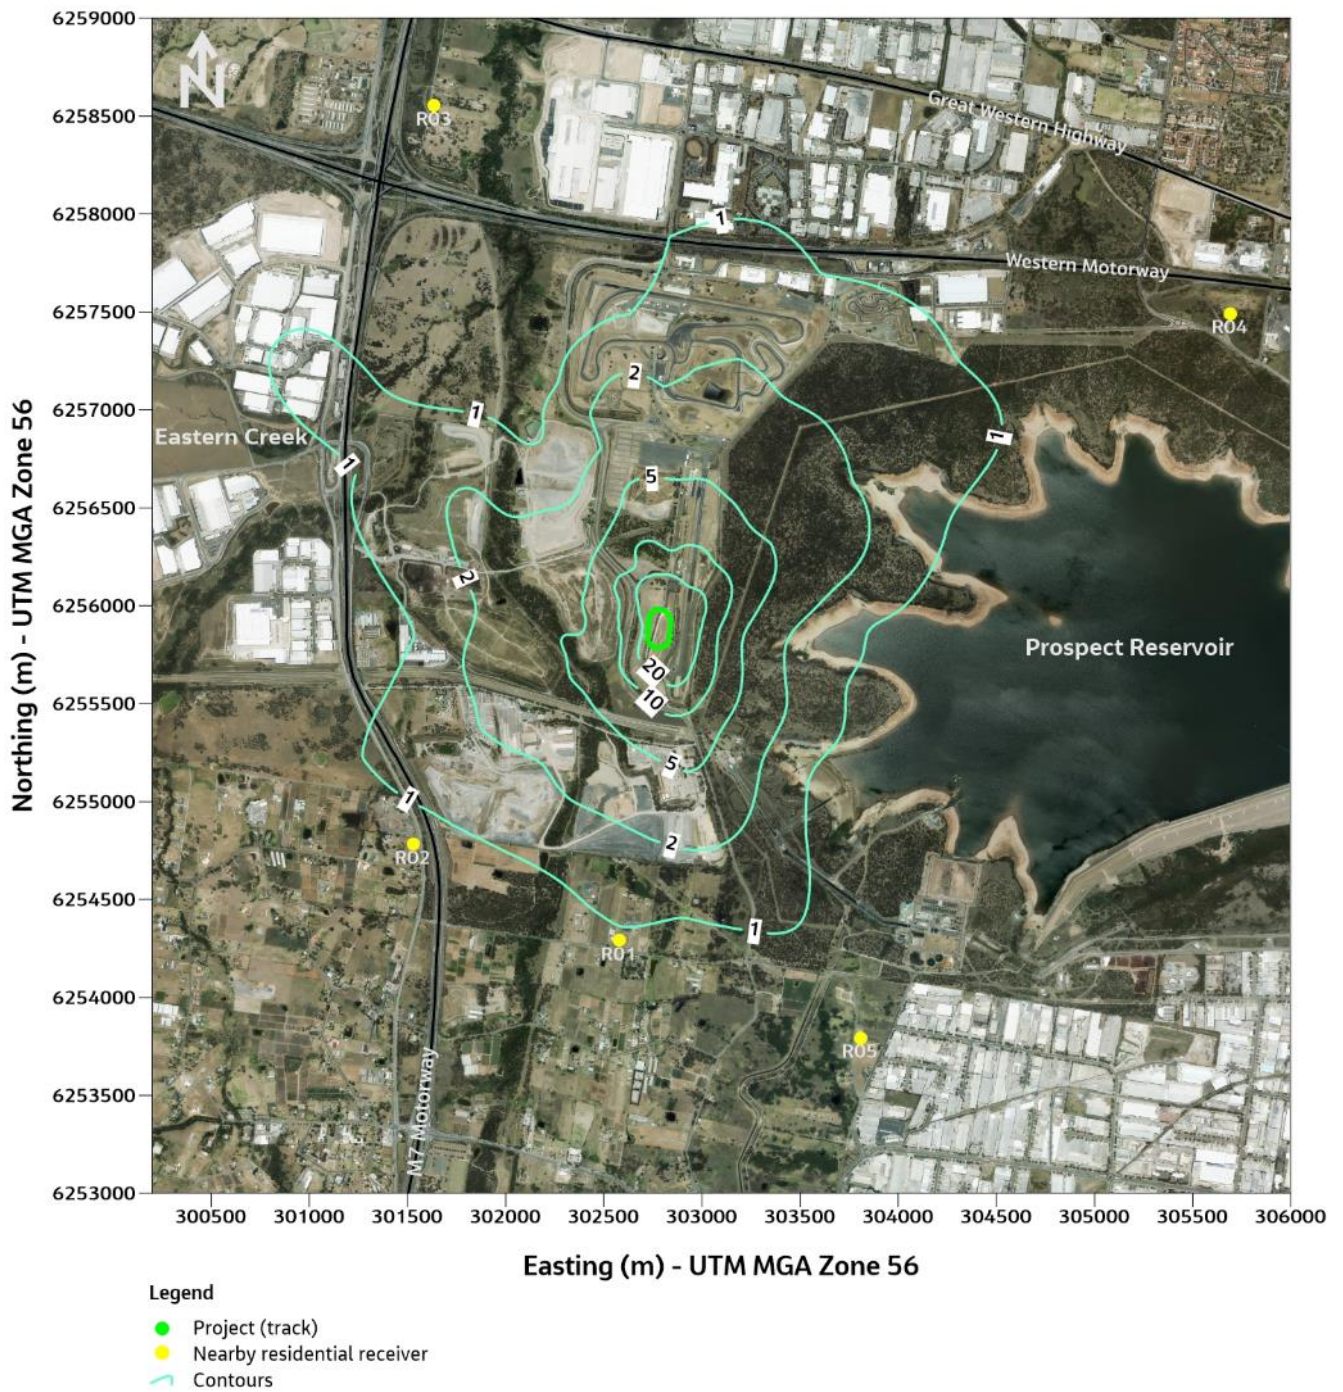 6259000
N
R03
Great Western Highway
6258500
6258000
1
Western Motorway
6257500
R04
2
6257000
1
1
Eastern Creek
1
5
6256500
2
6256000
Prospect Reservoir
20
10
6255500
5
6255000
1
2
R02
6254500
1
R01
6254000
R05
6253500
M7 Motorway
6253000
Northing (m) - UTM MGA Zone 56
300500 301000 301500 302000 302500 303000 303500 304000 304500 305000 305500 306000
Easting (m) - UTM MGA Zone 56
Legend
Project (track)
Nearby residential receiver
Contours